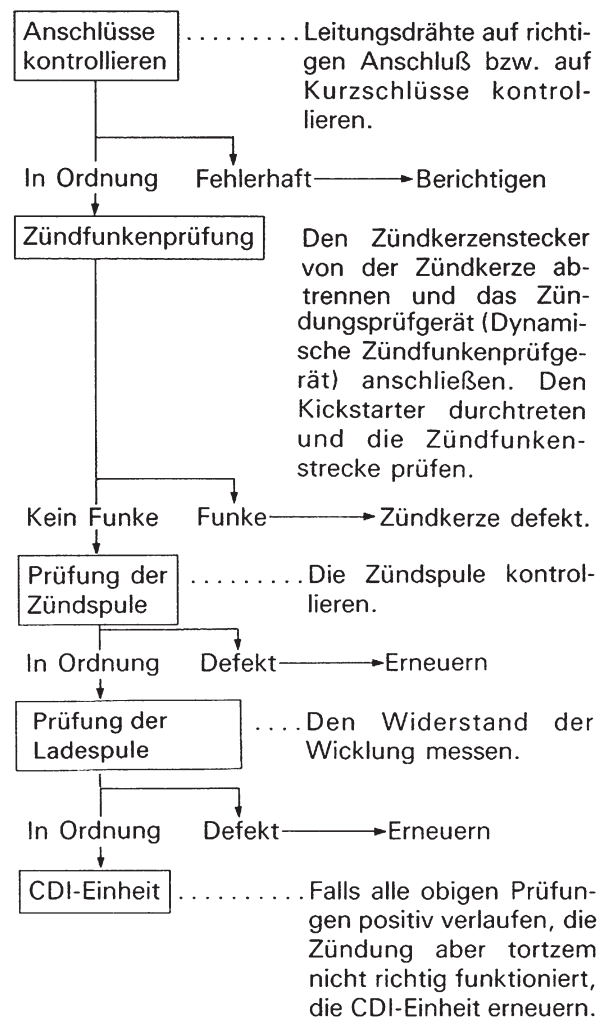 Anschlüsse ......... Leitungsdrähte auf richti-
kontrollieren gen Anschluß bzw. auf
Kurzschlüsse kontrol-
lieren.
In Ordnung Fehlerhaft Berichtigen
Zündfunkenprüfung
Den Zündkerzenstecker
von der Zündkerze ab-
trennen und das Zün-
dungsprüfgerät (Dynami-
sche Zündfunkenprüfge-
rät) anschließen. Den
Kickstarter durchtreten
und die Zündfunken-
strecke prüfen.
Kein Funke Funke Zündkerze defekt.
Prüfung der ......... Die Zündspule kontrol-
Zündspule lieren.
In Ordnung Defekt Erneuern
Prüfung der .... Den Widerstand der
Ladespule Wicklung messen.
In Ordnung Defekt Erneuern
CDI-Einheit .......... Falls alle obigen Prüfun-
gen positiv verlaufen, die
Zündung aber tortzem
nicht richtig funktioniert,
die CDI-Einheit erneuern.